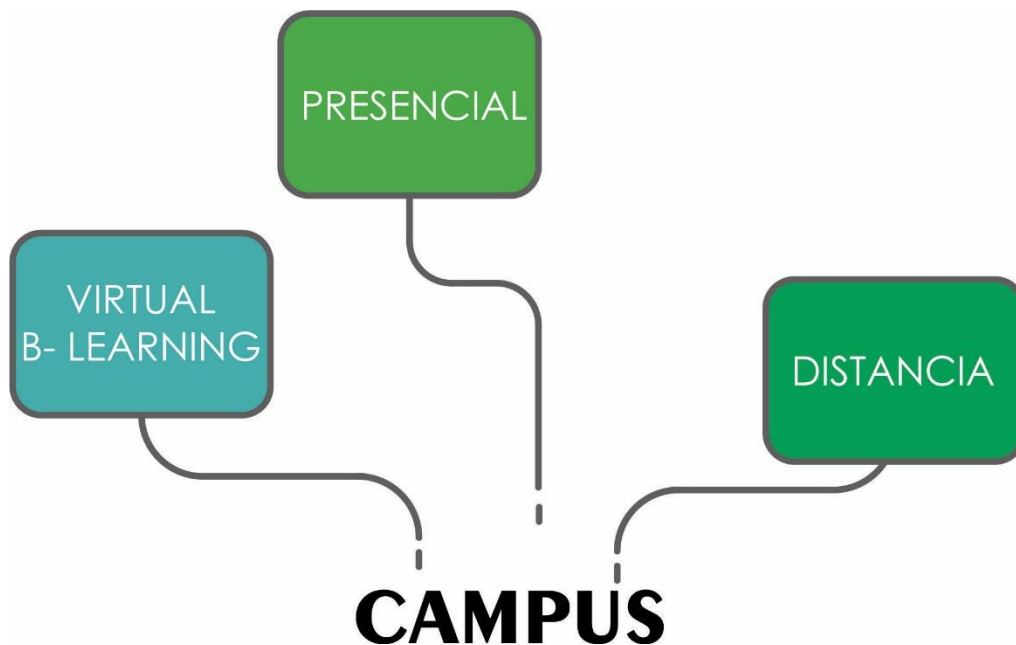 PRESENCIAL
VIRTUAL
B- LEARNING
DISTANCIA
CAMPUS